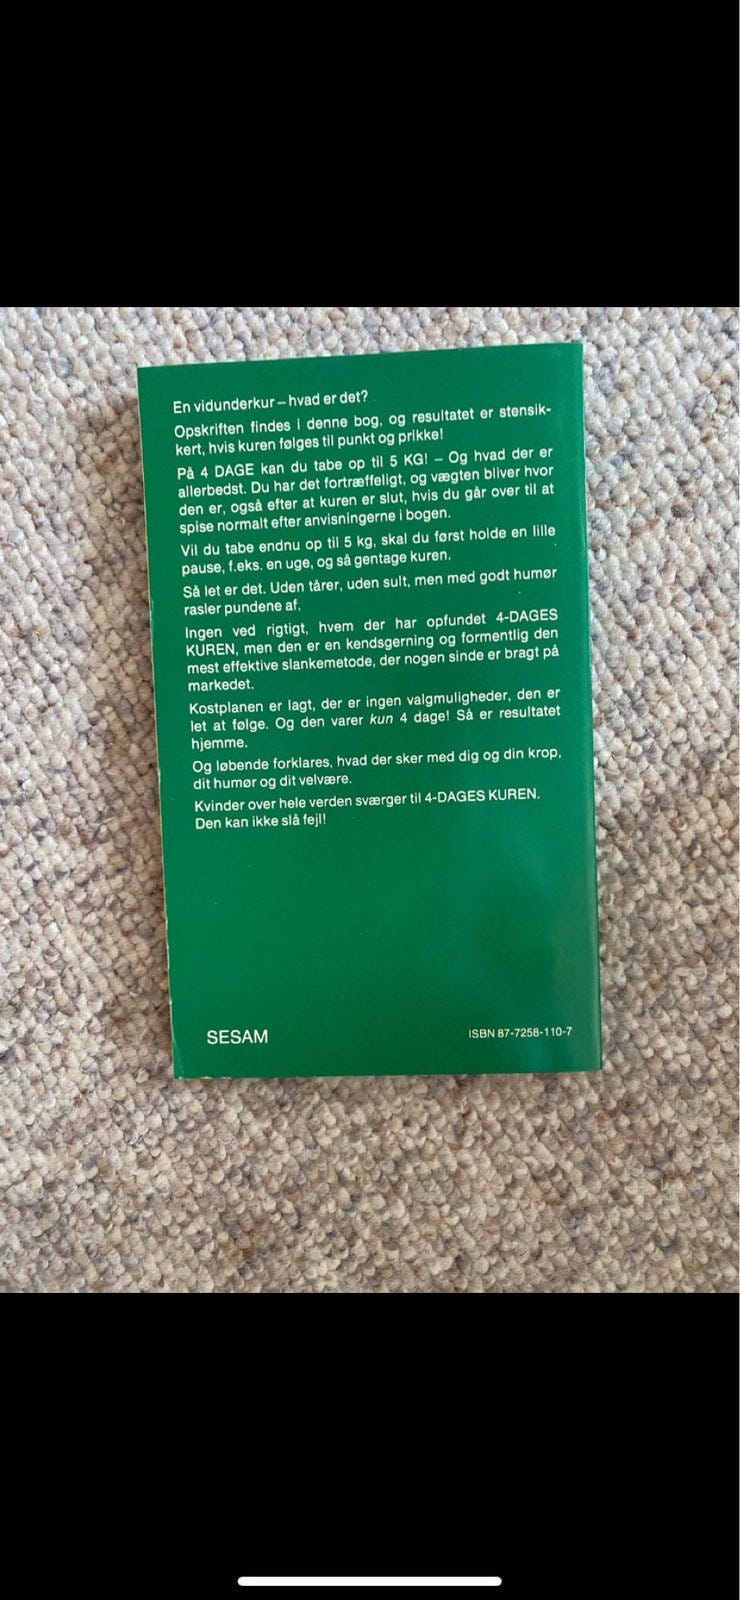 En vidunderkur – hvad er det?
Opskriften findes i denne bog, og resultatet er stensik-
kert, hvis kuren følges til punkt og prikke!
På 4 DAGE kan du tabe op til 5 KG! – Og hvad der er
allerbedst. Du har det fortræffeligt, og vægten bliver hvor
den er, også efter at kuren er slut, hvis du går over til at
spise normalt efter anvisningerne i bogen.
Vil du tabe endnu op til 5 kg, skal du først holde en lille
pause, f.eks. en uge, og så gentage kuren.
Så let er det. Uden tårer, uden sult, men med godt humør
rasler pundene af.
Ingen ved rigtigt, hvem der har opfundet 4-DAGES
KUREN, men den er en kendsgerning og formentlig den
mest effektive slankemetode, der nogen sinde er bragt på
markedet.
Kostplanen er lagt, der er ingen valgmuligheder, den er
let at følge. Og den varer kun 4 dage! Så er resultatet
hjemme.
Og løbende forklares, hvad der sker med dig og din krop,
dit humør og dit velvære.
Kvinder over hele verden sværger til 4-DAGES KUREN.
Den kan ikke slå fejl!
SESAM
ISBN 87-7258-110-7